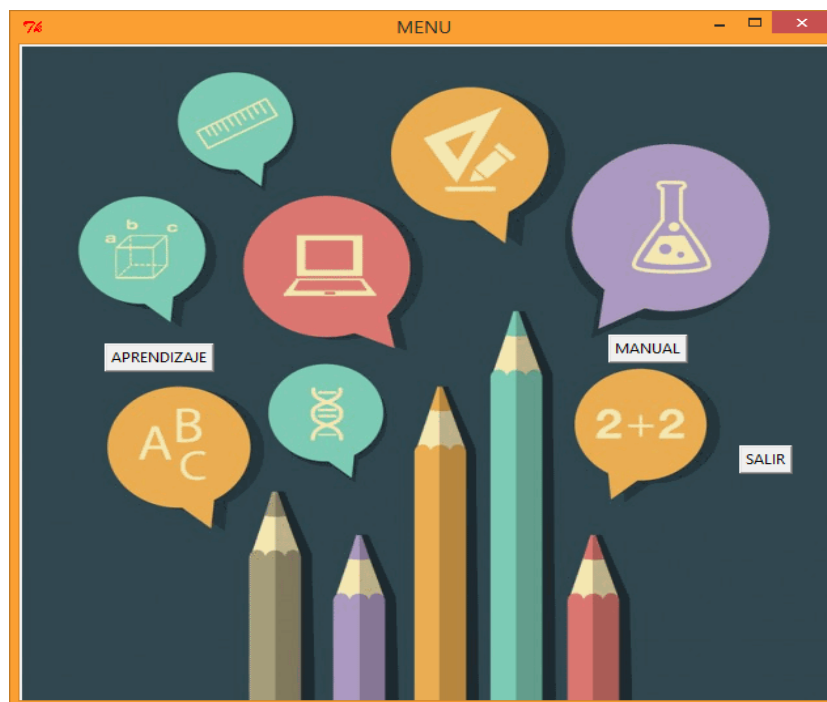 MENU
a b c
APRENDIZAJE
MANUAL
A B C
2+2
SALIR